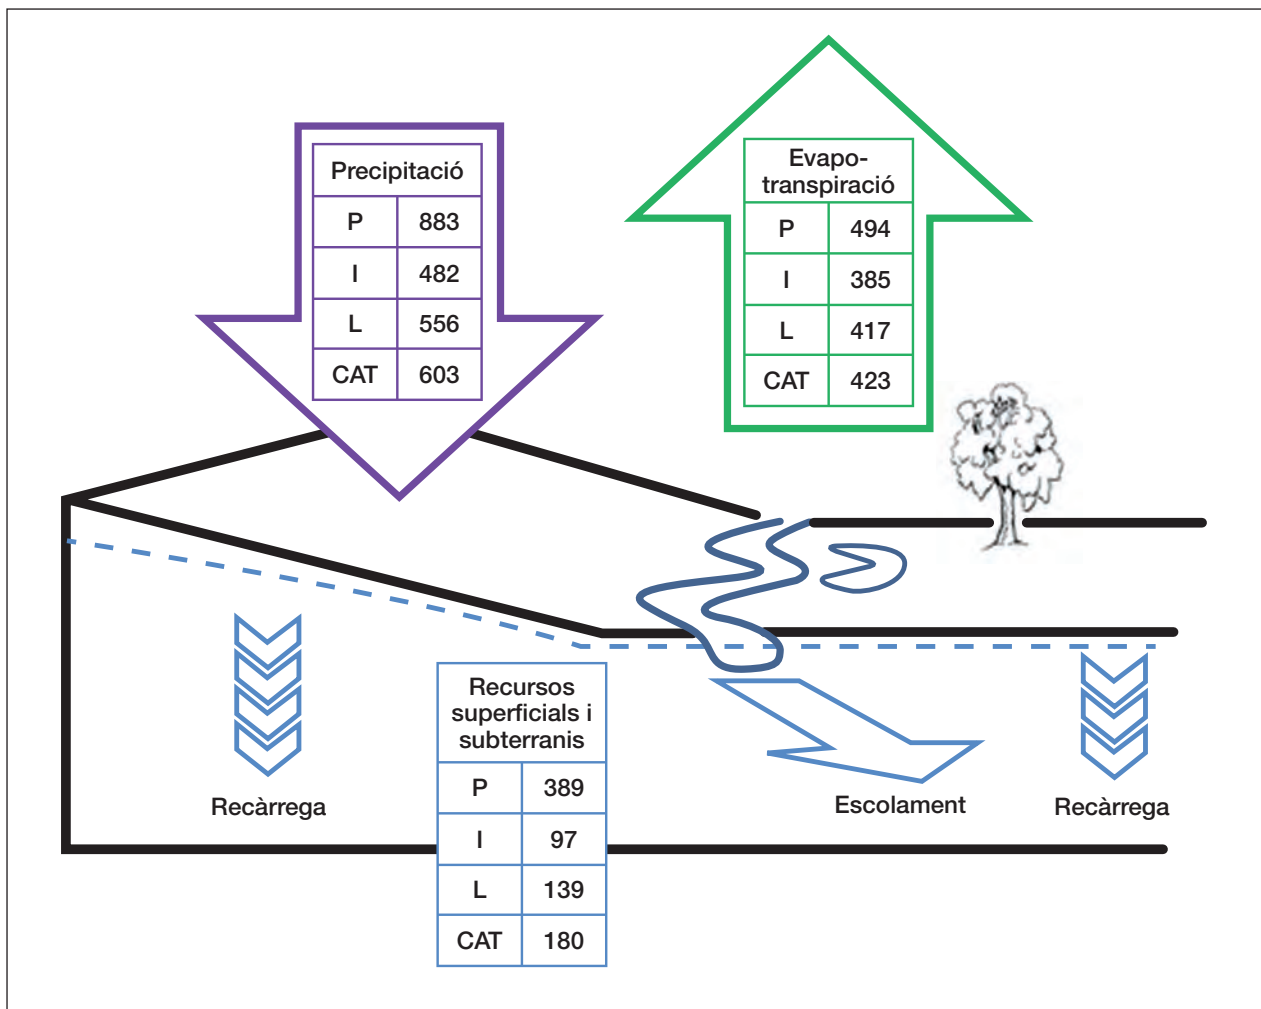 Precipitació
P 883
I 482
L 556
CAT 603
Evapo-
transpiració
P 494
I 385
L 417
CAT 423
Recursos
superficials i
subterranis
P 389
I 97
L 139
CAT 180
Recàrrega
Escolament
Recàrrega